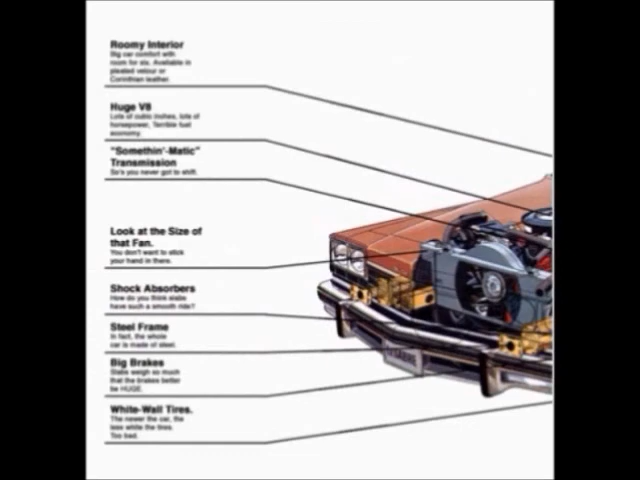 Roomy Interior
Big car comfort with
room for six. Available in
pleated velour or
Corinthian leather.
Huge V8
Lots of cubic inches, lots of
horsepower, Terrible fuel
economy.
"Somethin'-Matic"
Transmission
So's you never got to shift.
Look at the Size of
that Fan.
You don't want to stick
your hand in there.
Shock Absorbers
How do you think slabs
have such a smooth ride?
Steel Frame
In fact, the whole
car is made of steel.
Big Brakes
Slabs weigh so much
that the brakes better
be HUGE.
White-Wall Tires.
The newer the car, the
less white the tires.
Too bad.